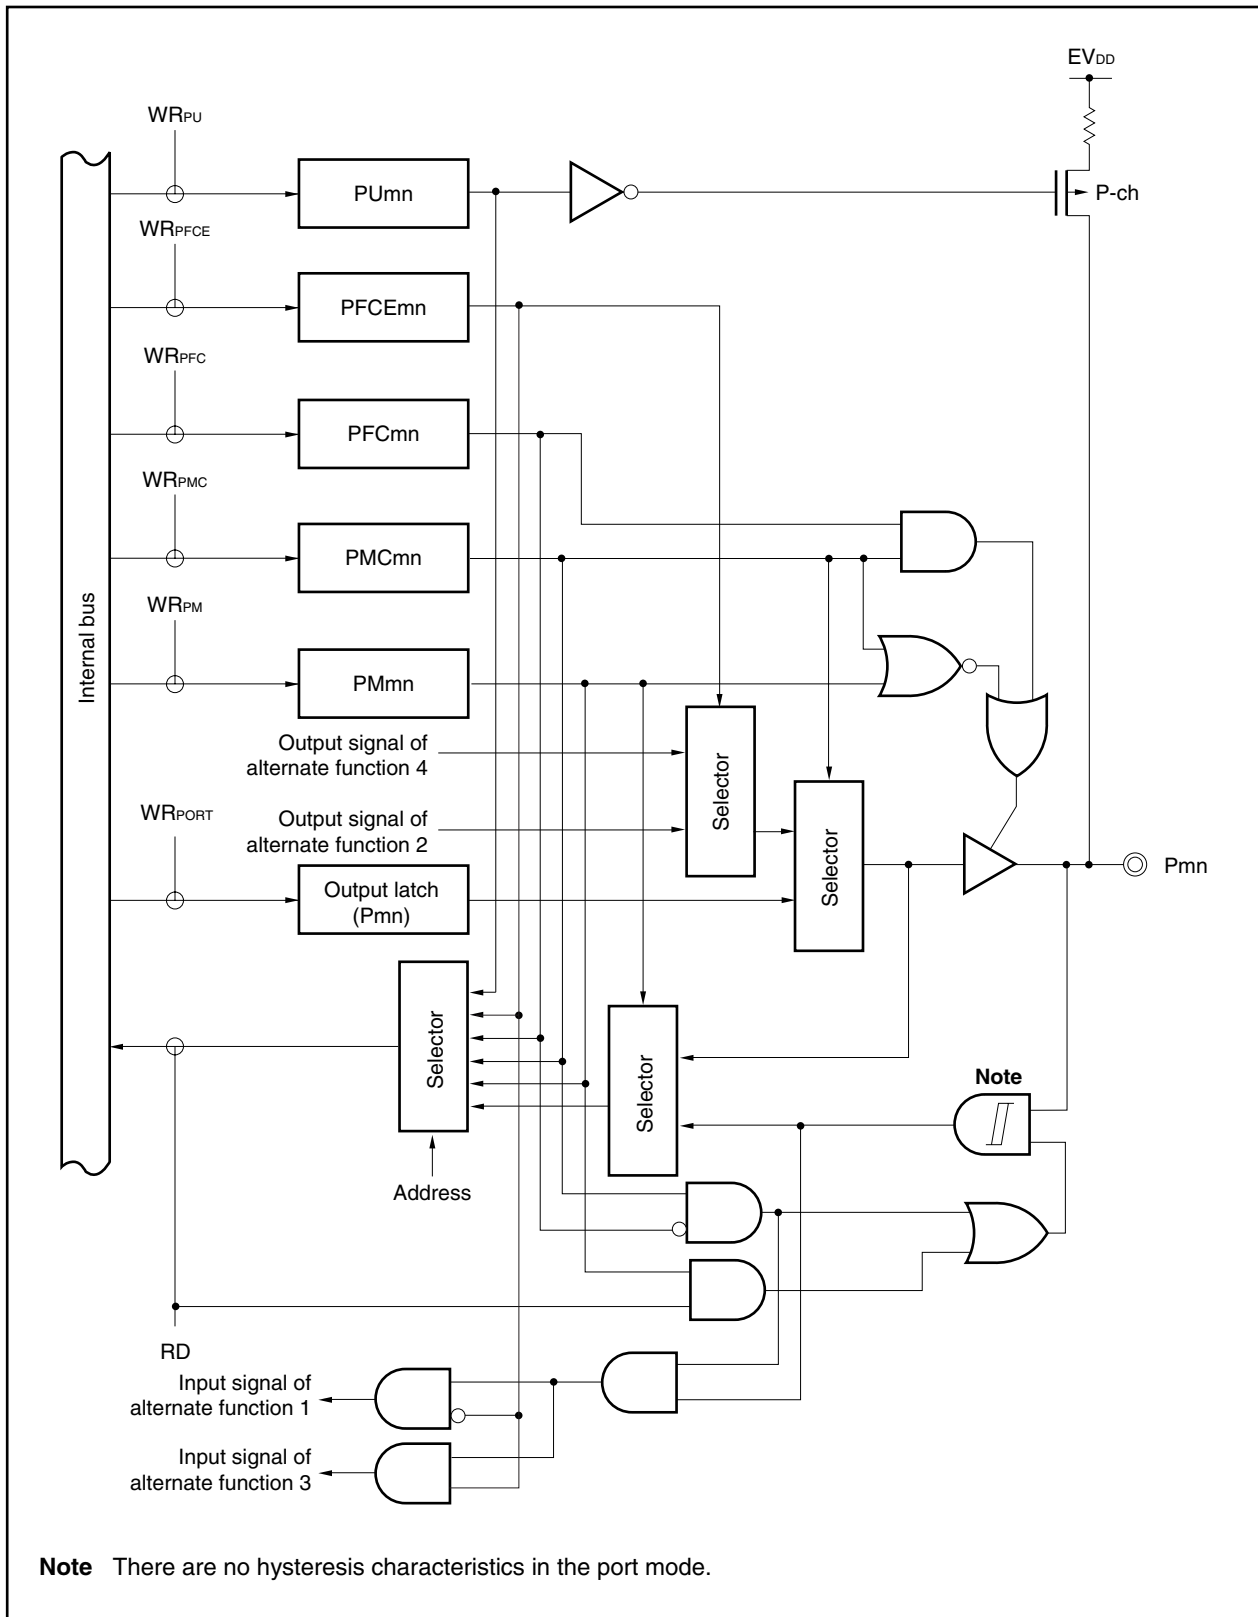 EVDD
WRPU
PUmn
P-ch
WRPFCE
PFCEmn
WRPFC
PFCmn
WRPMC
PMCmn
WRPM
PMmn
Internal bus
Output signal of
alternate function 4
Selector
WRPORT
Output signal of
alternate function 2
Selector
Pmn
Output latch
(Pmn)
Selector
Selector
Note
Address
RD
Input signal of
alternate function 1
Input signal of
alternate function 3
Note There are no hysteresis characteristics in the port mode.